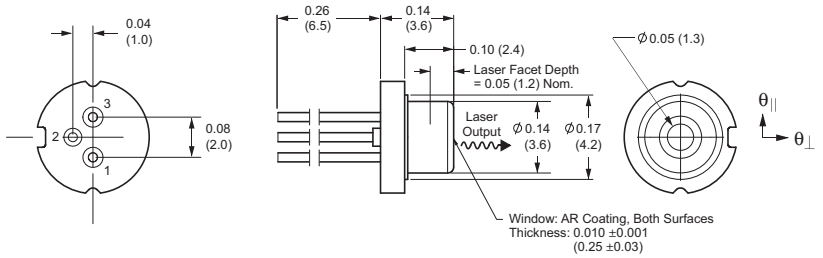 0.04
(1.0)
3
2
1
0.08
(2.0)
0.26
(6.5)
0.14
(3.6)
0.10 (2.4)
Laser Facet Depth
= 0.05 (1.2) Nom.
Laser
Output
Φ 0.14
(3.6)
Φ 0.17
(4.2)
Window: AR Coating, Both Surfaces
Thickness: 0.010 ±0.001
(0.25 ±0.03)
Φ 0.05 (1.3)
θ||
θ⊥